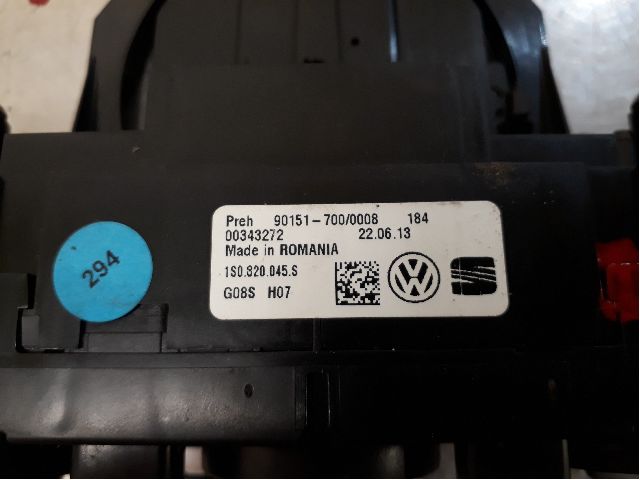 Preh 90151-700/0008 184
00343272 22.06.13
Made in ROMANIA
1S0.820.045.S
G08S H07
294